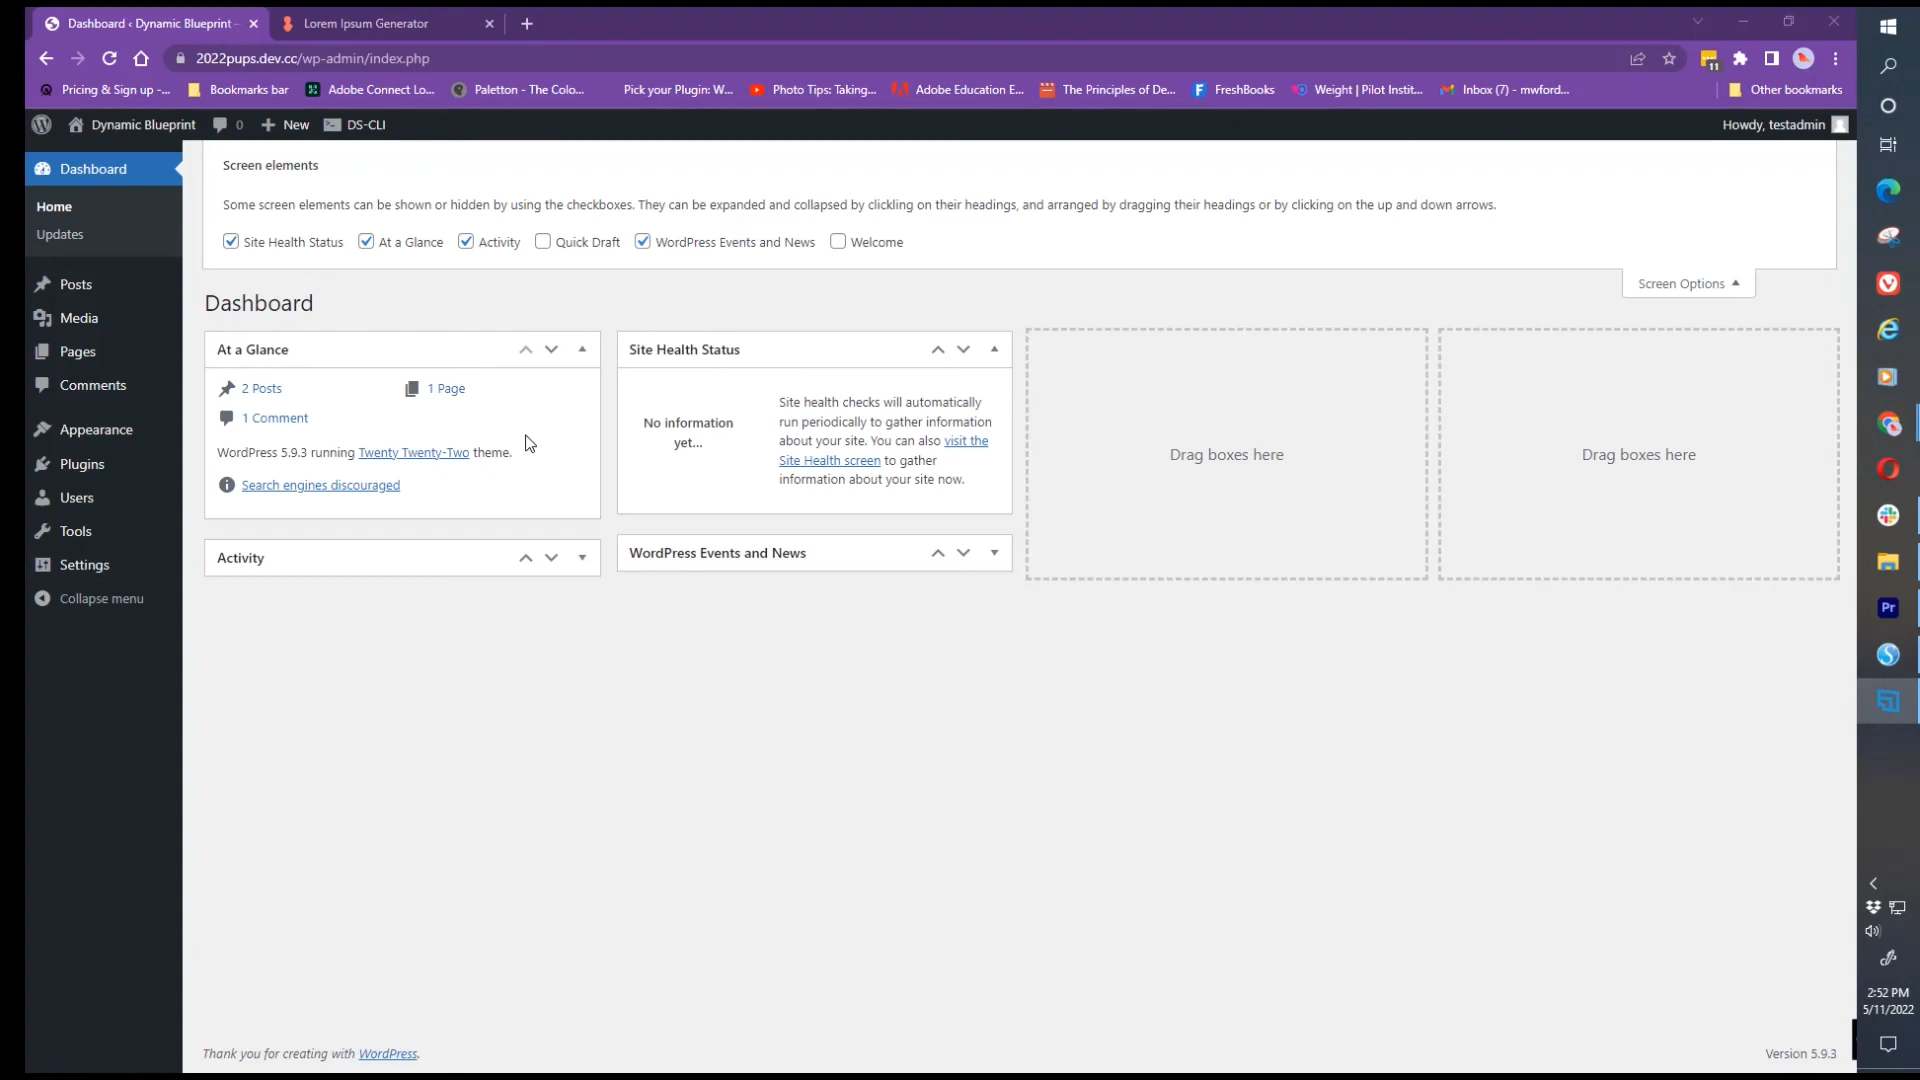 Dashboard ‹ Dynamic Blueprint
Lorem Ipsum Generator
2022pups.dev.cc/wp-admin/index.php
11
Pricing & Sign up -...
Bookmarks bar
Adobe Connect Lo...
Paletton - The Colo...
Pick your Plugin: W...
Photo Tips: Taking...
Adobe Education E...
The Principles of De...
FreshBooks
Weight | Pilot Instit...
Inbox (7) - mwford...
Other bookmarks
Dynamic Blueprint
0
New
DS-CLI
Howdy, testadmin
Dashboard
Home
Updates
Posts
Media
Pages
Comments
Appearance
Plugins
Users
Tools
Settings
Collapse menu
Screen elements
Some screen elements can be shown or hidden by using the checkboxes. They can be expanded and collapsed by clickling on their headings, and arranged by dragging their headings or by clicking on the up and down arrows.
Site Health Status
At a Glance
Activity
Quick Draft
WordPress Events and News
Welcome
Screen Options
Dashboard
At a Glance
2 Posts
1 Page
1 Comment
WordPress 5.9.3 running Twenty Twenty-Two theme.
Search engines discouraged
Activity
Site Health Status
No information
yet...
Site health checks will automatically
run periodically to gather information
about your site. You can also visit the
Site Health screen to gather
information about your site now.
WordPress Events and News
Drag boxes here
Drag boxes here
Thank you for creating with WordPress.
Version 5.9.3
Pr
2:52 PM
5/11/2022